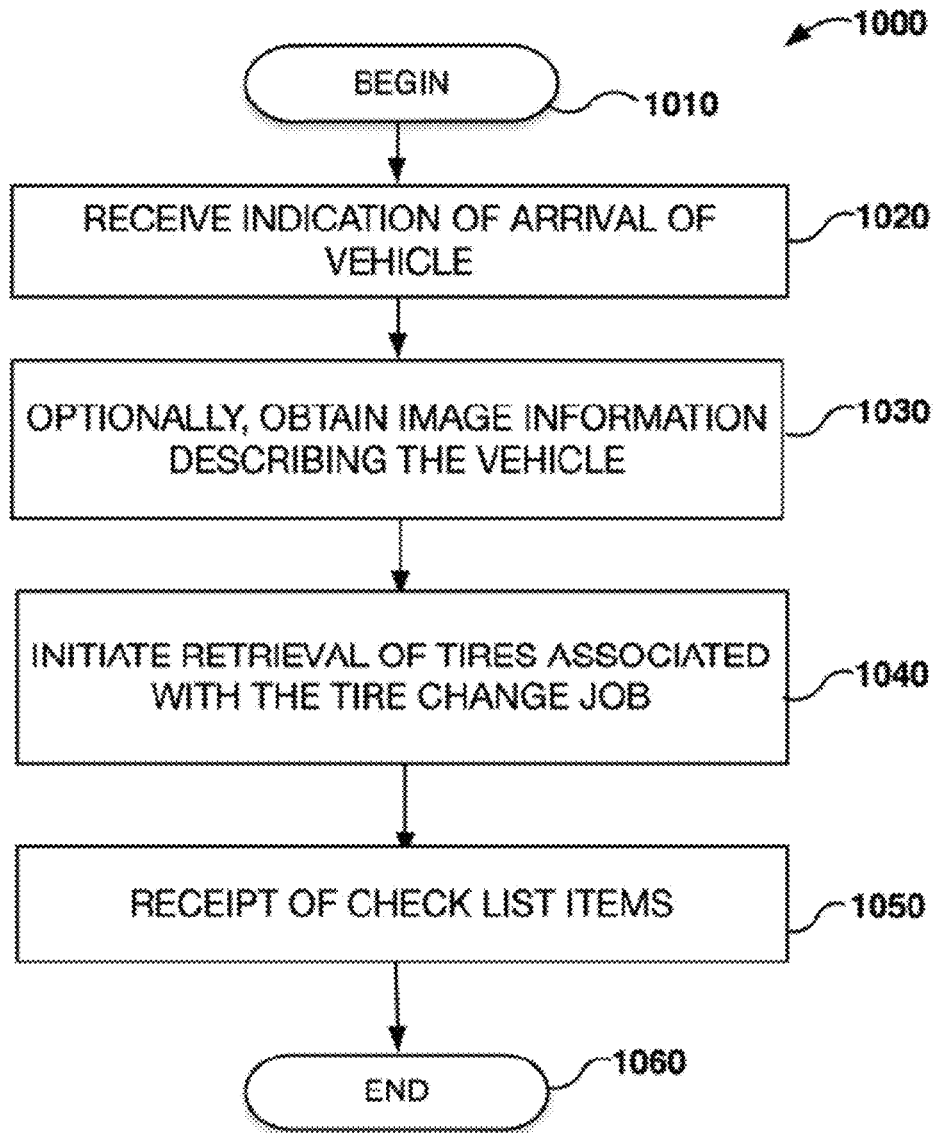 1000
BEGIN
1010
RECEIVE INDICATION OF ARRIVAL OF
VEHICLE
1020
OPTIONALLY, OBTAIN IMAGE INFORMATION
DESCRIBING THE VEHICLE
1030
INITIATE RETRIEVAL OF TIRES ASSOCIATED
WITH THE TIRE CHANGE JOB
1040
RECEIPT OF CHECK LIST ITEMS
1050
END
1060